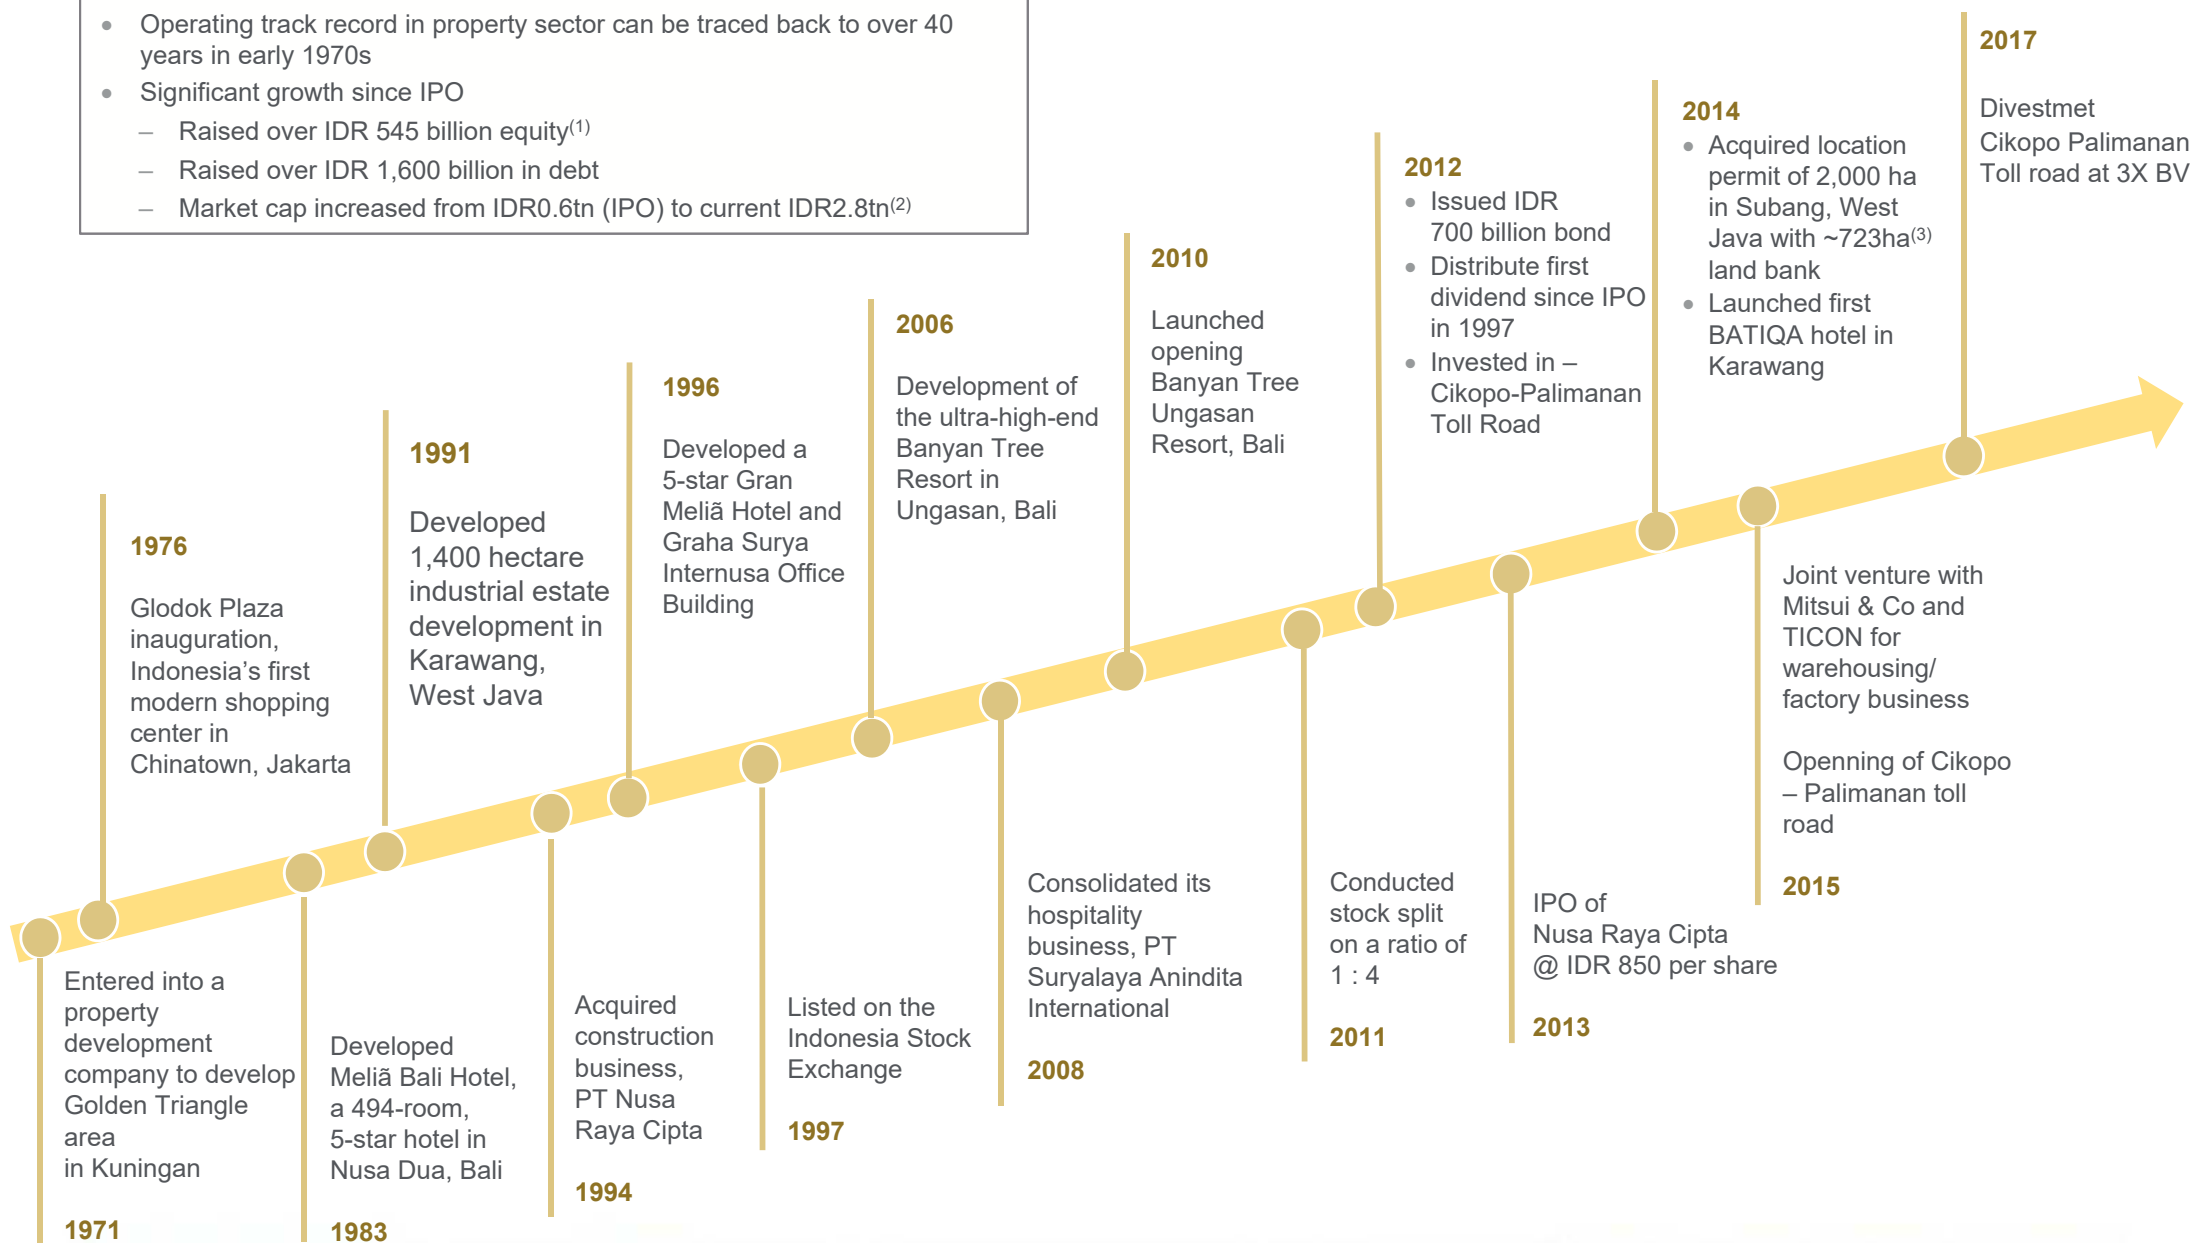 • Operating track record in property sector can be traced back to over 40
years in early 1970s
• Significant growth since IPO
– Raised over IDR 545 billion equity(1)
– Raised over IDR 1,600 billion in debt
– Market cap increased from IDR0.6tn (IPO) to current IDR2.8tn(2)
1971
Entered into a
property
development
company to develop
Golden Triangle
area
in Kuningan
1976
Glodok Plaza
inauguration,
Indonesia’s first
modern shopping
center in
Chinatown, Jakarta
Developed
Meliã Bali Hotel,
a 494-room,
5-star hotel in
Nusa Dua, Bali
1983
1991
Developed
1,400 hectare
industrial estate
development in
Karawang,
West Java
Acquired
construction
business,
PT Nusa
Raya Cipta
1994
1996
Developed a
5-star Gran
Meliã Hotel and
Graha Surya
Internusa Office
Building
Listed on the
Indonesia Stock
Exchange
1997
2006
Development of
the ultra-high-end
Banyan Tree
Resort in
Ungasan, Bali
Consolidated its
hospitality
business, PT
Suryalaya Anindita
International
2008
2010
Launched
opening
Banyan Tree
Ungasan
Resort, Bali
Conducted
stock split
on a ratio of
1 : 4
2011
2012
• Issued IDR
700 billion bond
• Distribute first
dividend since IPO
in 1997
• Invested in –
Cikopo-Palimanan
Toll Road
IPO of
Nusa Raya Cipta
@ IDR 850 per share
2013
2014
• Acquired location
permit of 2,000 ha
in Subang, West
Java with ~723ha(3)
land bank
• Launched first
BATIQA hotel in
Karawang
Joint venture with
Mitsui & Co and
TICON for
warehousing/
factory business
Openning of Cikopo
– Palimanan toll
road
2015
2017
Divestmet
Cikopo Palimanan
Toll road at 3X BV